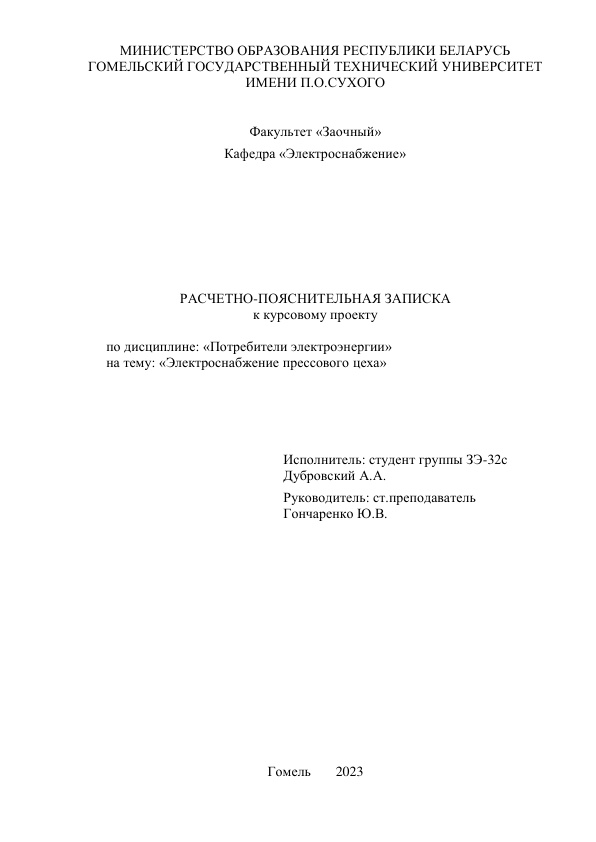 МИНИСТЕРСТВО ОБРАЗОВАНИЯ РЕСПУБЛИКИ БЕЛАРУСЬ
ГОМЕЛЬСКИЙ ГОСУДАРСТВЕННЫЙ ТЕХНИЧЕСКИЙ УНИВЕРСИТЕТ
ИМЕНИ П.О.СУХОГО
Факультет «Заочный»
Кафедра «Электроснабжение»
РАСЧЕТНО-ПОЯСНИТЕЛЬНАЯ ЗАПИСКА
к курсовому проекту
по дисциплине: «Потребители электроэнергии»
на тему: «Электроснабжение прессового цеха»
Исполнитель: студент группы ЗЭ-32с
Дубровский А.А.
Руководитель: ст.преподаватель
Гончаренко Ю.В.
Гомель 2023